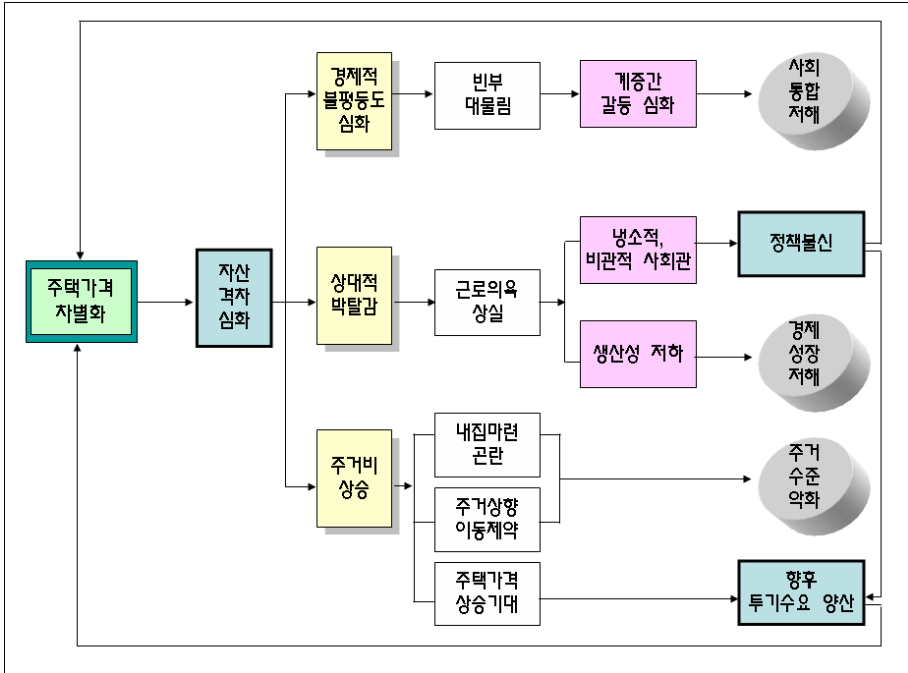 경제적
불평등도
심화
빈부
대물림
계증간
갈등 심화
사회
통합
저해
주택가격
차별화
자산
격차
심화
상대적
박탈감
근로의욕
상실
냉소적,
비관적 사회관
정책불신
생산성 저하
경제
성장
저해
주거비
상승
내집마련
곤란
주거상향
이동제약
주거
수준
악화
주택가격
상승기대
향후
투기수요 양산